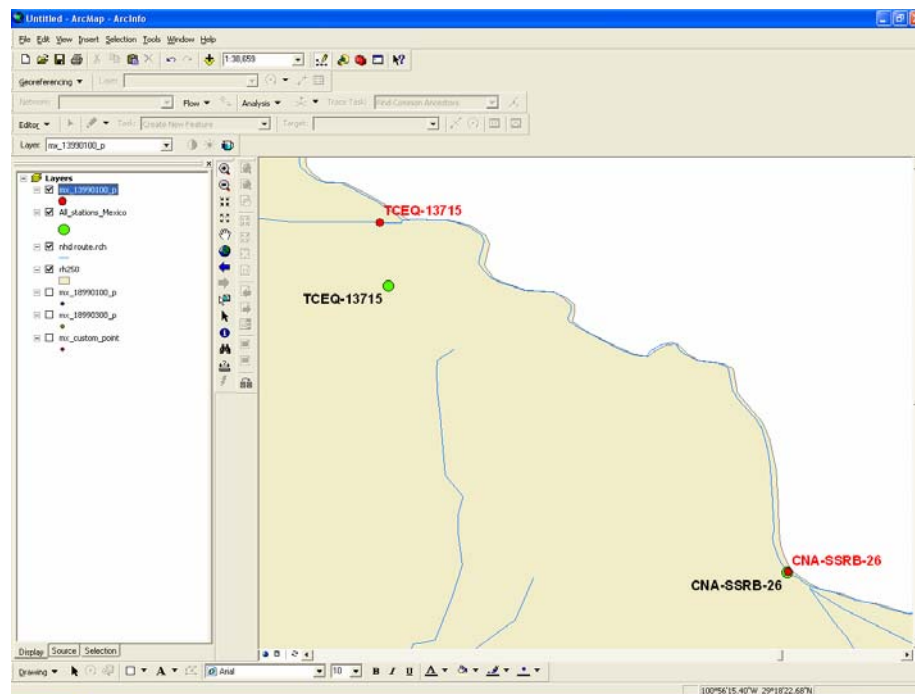 Untitled - ArcMap - ArcInfo
File Edit View Insert Selection Tools Window Help
1:30,659
Georeferencing Layer:
Network: Flow Analysis Trace Task: Find Common Ancestors
Editor Task: Create New Feature Target:
Layer: mx_13990100_p
Layers
mx_13990100_p
All_stations_Mexico
nhd route.rch
rh250
mx_18990100_p
mx_18990300_p
mx_custom_point
TCEQ-13715
TCEQ-13715
CNA-SSRB-26
CNA-SSRB-26
Display Source Selection
Drawing A Arial 10 B I U A
100°56'15.40"W 29°18'22.68"N